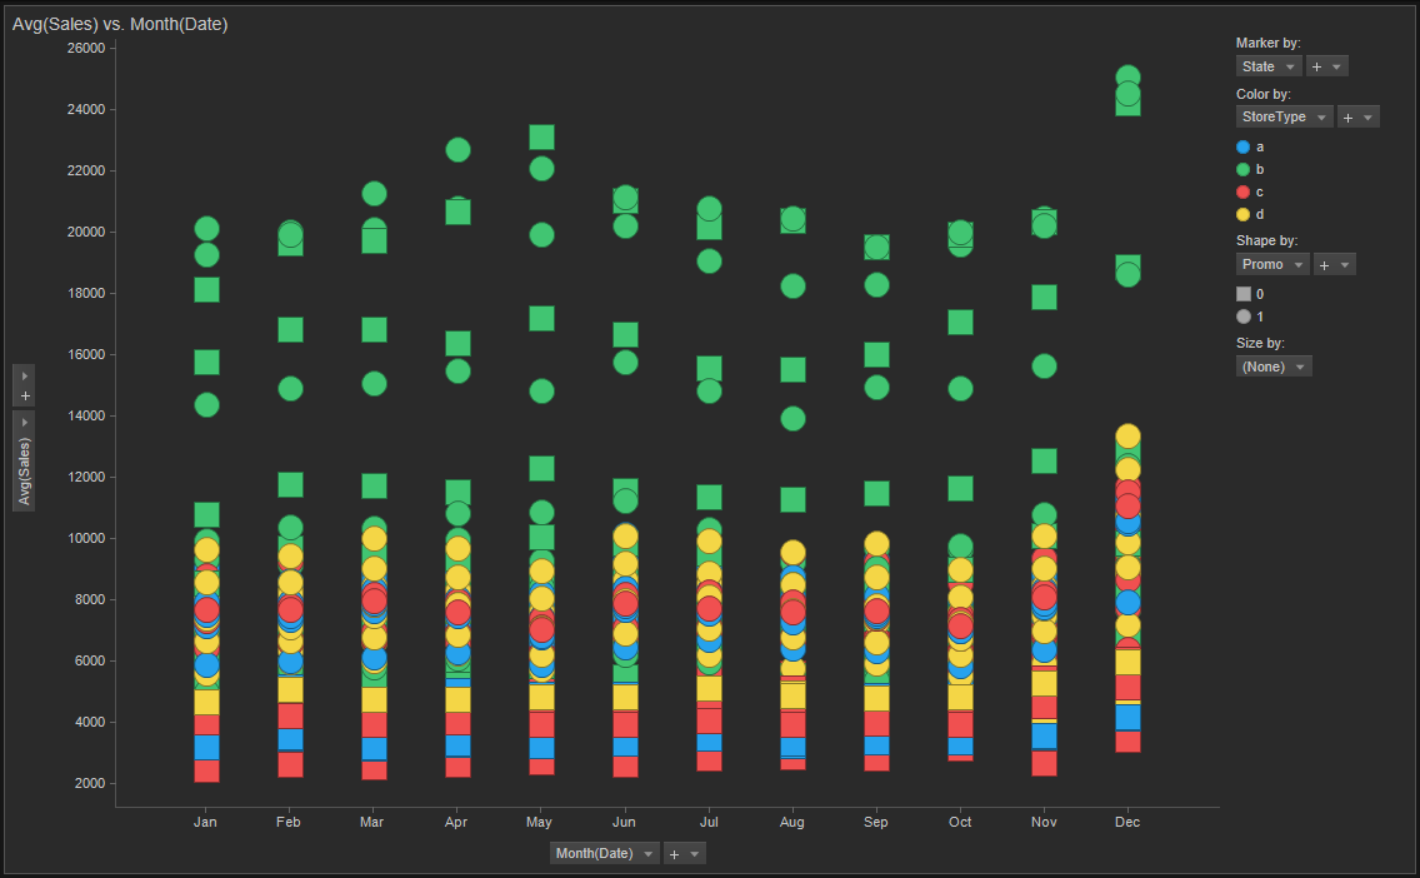 Avg(Sales) vs. Month(Date)
26000
24000
22000
20000
18000
16000
14000
12000
10000
8000
6000
4000
2000
+
Avg(Sales)
Jan Feb Mar Apr May Jun Jul Aug Sep Oct Nov Dec
Month(Date) +
Marker by:
State +
Color by:
StoreType +
a
b
c
d
Shape by:
Promo +
0
1
Size by:
(None)